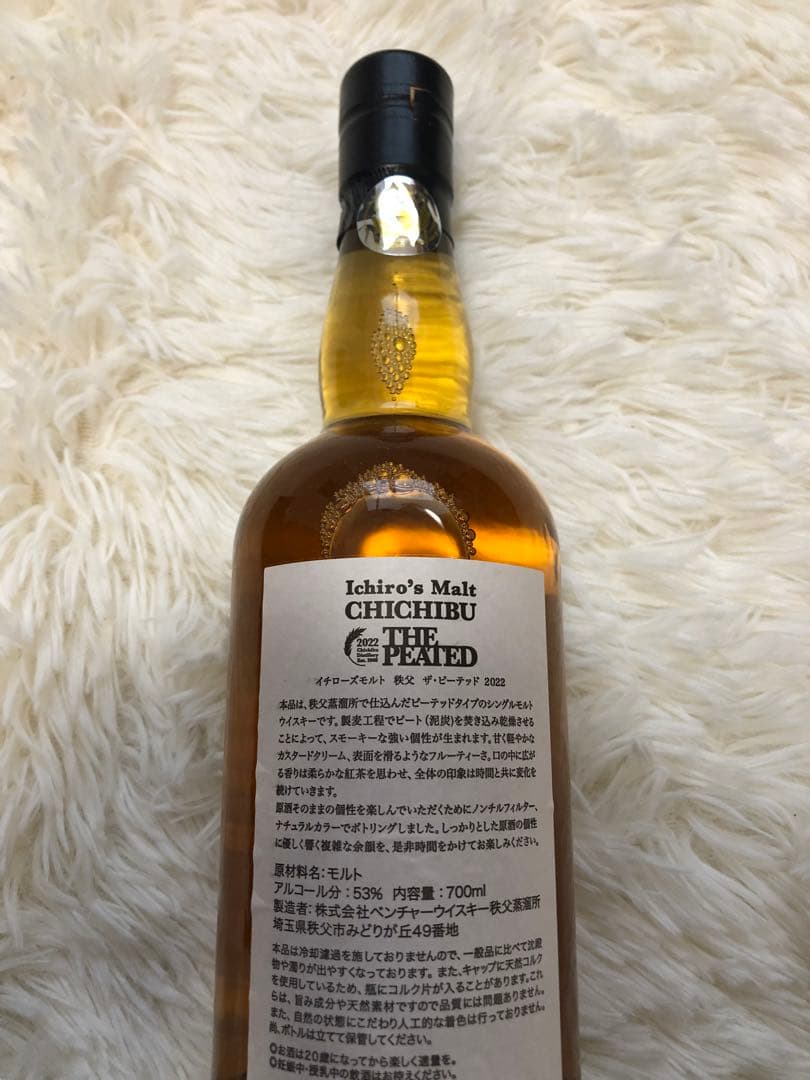 Ichiro's Malt
CHICHIBU
2022
Chichibu
Distillery
Est. 2008
THE
PEATED
イチローズモルト 秩父 ザ・ピーテッド 2022
本品は、秩父蒸溜所で仕込んだピーテッドタイプのシングルモルト
ウイスキーです。製麦工程でピート(泥炭)を焚き込み乾燥させる
ことによって、スモーキーな強い個性が生まれます。甘く軽やかな
カスタードクリーム、表面を滑るようなフルーティーさ。口の中に広が
る香りは柔らかな紅茶を思わせ、全体の印象は時間と共に変化を
続けていきます。
原酒そのままの個性を楽しんでいただくためにノンチルフィルター、
ナチュラルカラーでボトリングしました。しっかりとした原酒の個性
に優しく響く複雑な余韻を、是非時間をかけてお楽しみください。
原材料名:モルト
アルコール分:53% 内容量:700ml
製造者:株式会社ベンチャーウイスキー秩父蒸溜所
埼玉県秩父市みどりが丘49番地
本品は冷却濾過を施しておりませんので、一般品に比べて沈澱
物や濁りが出やすくなっております。また、キャップに天然コルク
を使用しているため、瓶にコルク片が入ることがあります。これ
らは、旨み成分や天然素材ですので品質には問題ありません。
また、自然の状態にこだわり人工的な着色は行っておりません。
尚、ボトルは立てて保管してください。
◎お酒は20歳になってから楽しく適量を。
◎妊娠中・授乳中の飲酒はお控えください。